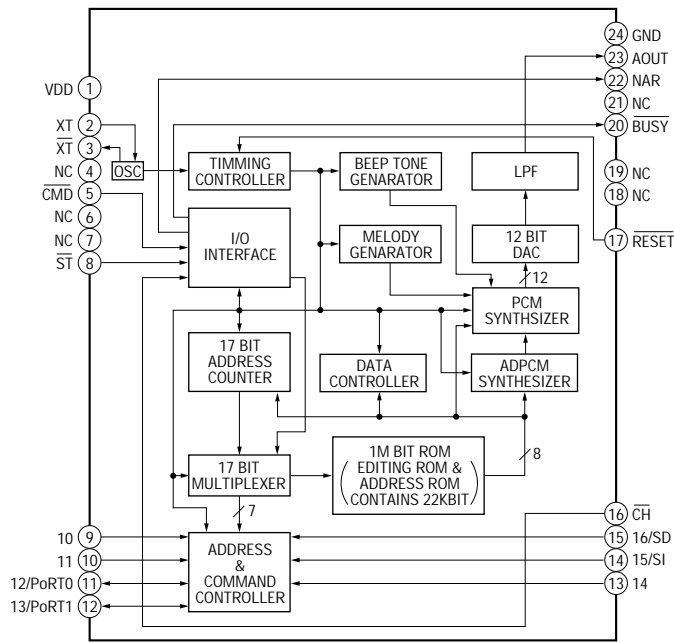 24 GND
23 AOUT
22 NAR
21 NC
20 BUSY
19 NC
18 NC
17 RESET
VDD 1
XT 2
XT 3
NC 4
CMD 5
NC 6
NC 7
ST 8
OSC
TIMMING
CONTROLLER
BEEP TONE
GENARATOR
LPF
I/O
INTERFACE
MELODY
GENARATOR
12 BIT
DAC
12
PCM
SYNTHSIZER
17 BIT
ADDRESS
COUNTER
DATA
CONTROLLER
ADPCM
SYNTHESIZER
17 BIT
MULTIPLEXER
1M BIT ROM
( EDITING ROM &
ADDRESS ROM
CONTAINS 22KBIT )
8
7
ADDRESS
&
COMMAND
CONTROLLER
10 9
11 10
12/PoRT0 11
13/PoRT1 12
16 CH
15 16/SD
14 15/SI
13 14